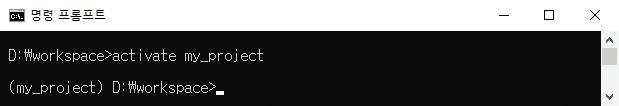 명령 프롬프트
D:₩workspace>activate my_project
(my_project) D:₩workspace>